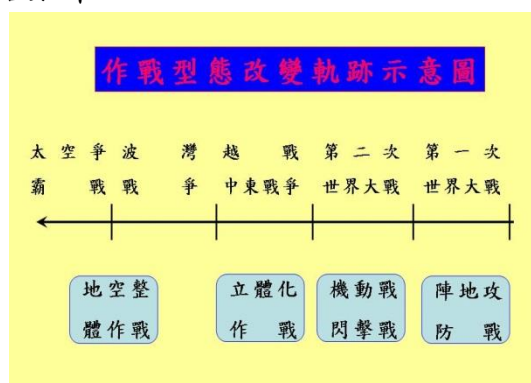 作戰型態改變軌跡示意圖
太空爭 波灣 越戰 第二次 第一次
霸戰 戰爭 中東戰爭 世界大戰 世界大戰
地空整 立體化 機動戰 陣地攻
體作戰 作戰 閃擊戰 防戰